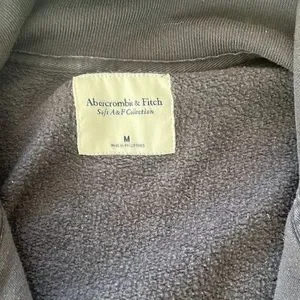 Abercrombie & Fitch
Soft A & F Collection
M